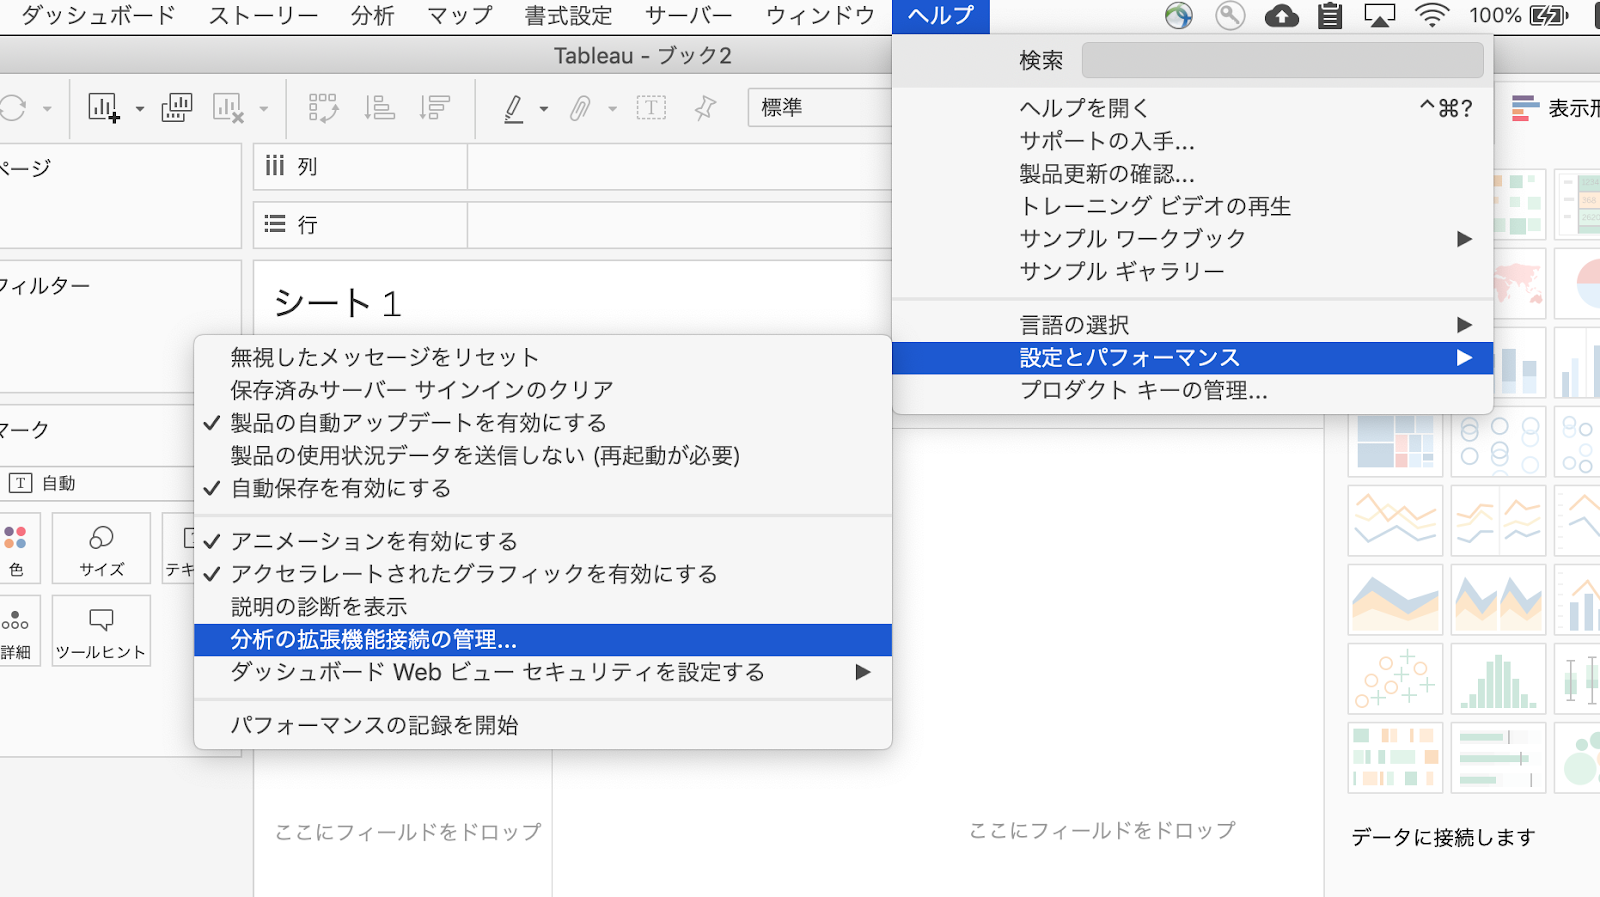 ダッシュボード ストーリー 分析 マップ 書式設定 サーバー ウィンドウ ヘルプ 100%
Tableau - ブック2
検索
標準
ヘルプを開く ^⌘?
表示形
サポートの入手...
製品更新の確認...
トレーニング ビデオの再生
サンプル ワークブック
サンプル ギャラリー
言語の選択
設定とパフォーマンス
プロダクト キーの管理...
ページ
列
行
フィルター
シート 1
無視したメッセージをリセット
保存済みサーバー サインインのクリア
製品の自動アップデートを有効にする
製品の使用状況データを送信しない (再起動が必要)
自動保存を有効にする
アニメーションを有効にする
アクセラレートされたグラフィックを有効にする
説明の診断を表示
分析の拡張機能接続の管理...
ダッシュボード Web ビュー セキュリティを設定する
パフォーマンスの記録を開始
マーク
自動
色 サイズ テキ
詳細 ツールヒント
ここにフィールドをドロップ
ここにフィールドをドロップ
データに接続します